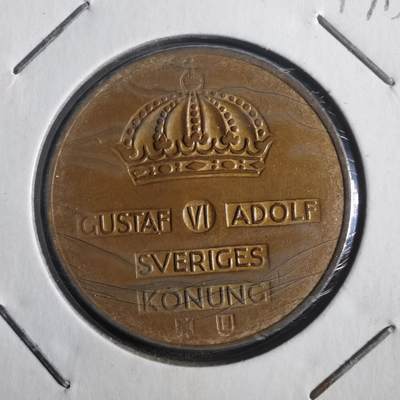 GUSTAF VI ADOLF
SVERIGES
KONUNG
U